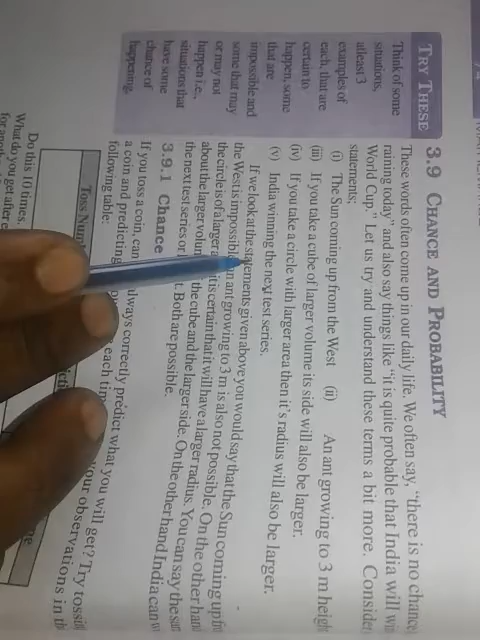 TRY THESE
Think of some
situations,
atleast 3
examples of
each, that are
certain to
happen, some
that are
impossible and
some that may
or may not
happen i.e.,
situations that
have some
chance of
happening.
3.9 CHANCE AND PROBABILITY
These words often come up in our daily life. We often say, "there is no chance
raining today" and also say things like "it is quite probable that India will
World Cup." Let us try and understand these terms a bit more. Consider
statements;
(i) The Sun coming up from the West (ii) An ant growing to 3 m
(iii) If you take a cube of larger volume its side will also be larger.
(iv) If you take a circle with larger area then it's radius will also be larger.
(v) India winning the next test series.
If we look at the statements given above you would say that the Sun coming up
the West is impossible, an ant growing to 3 m is also not possible. On the other
the circle is of a larger it is certain that it will have a larger radius. You can say the
about the larger the cube and the larger side. On the other hand India can
the next test series or Both are possible.
3.9.1 Chance
If you toss a coin, can always correctly predict what you will get? Try
a coin and predicting each your observations in
following table:
Toss
Do this 10 times.
What do you get after